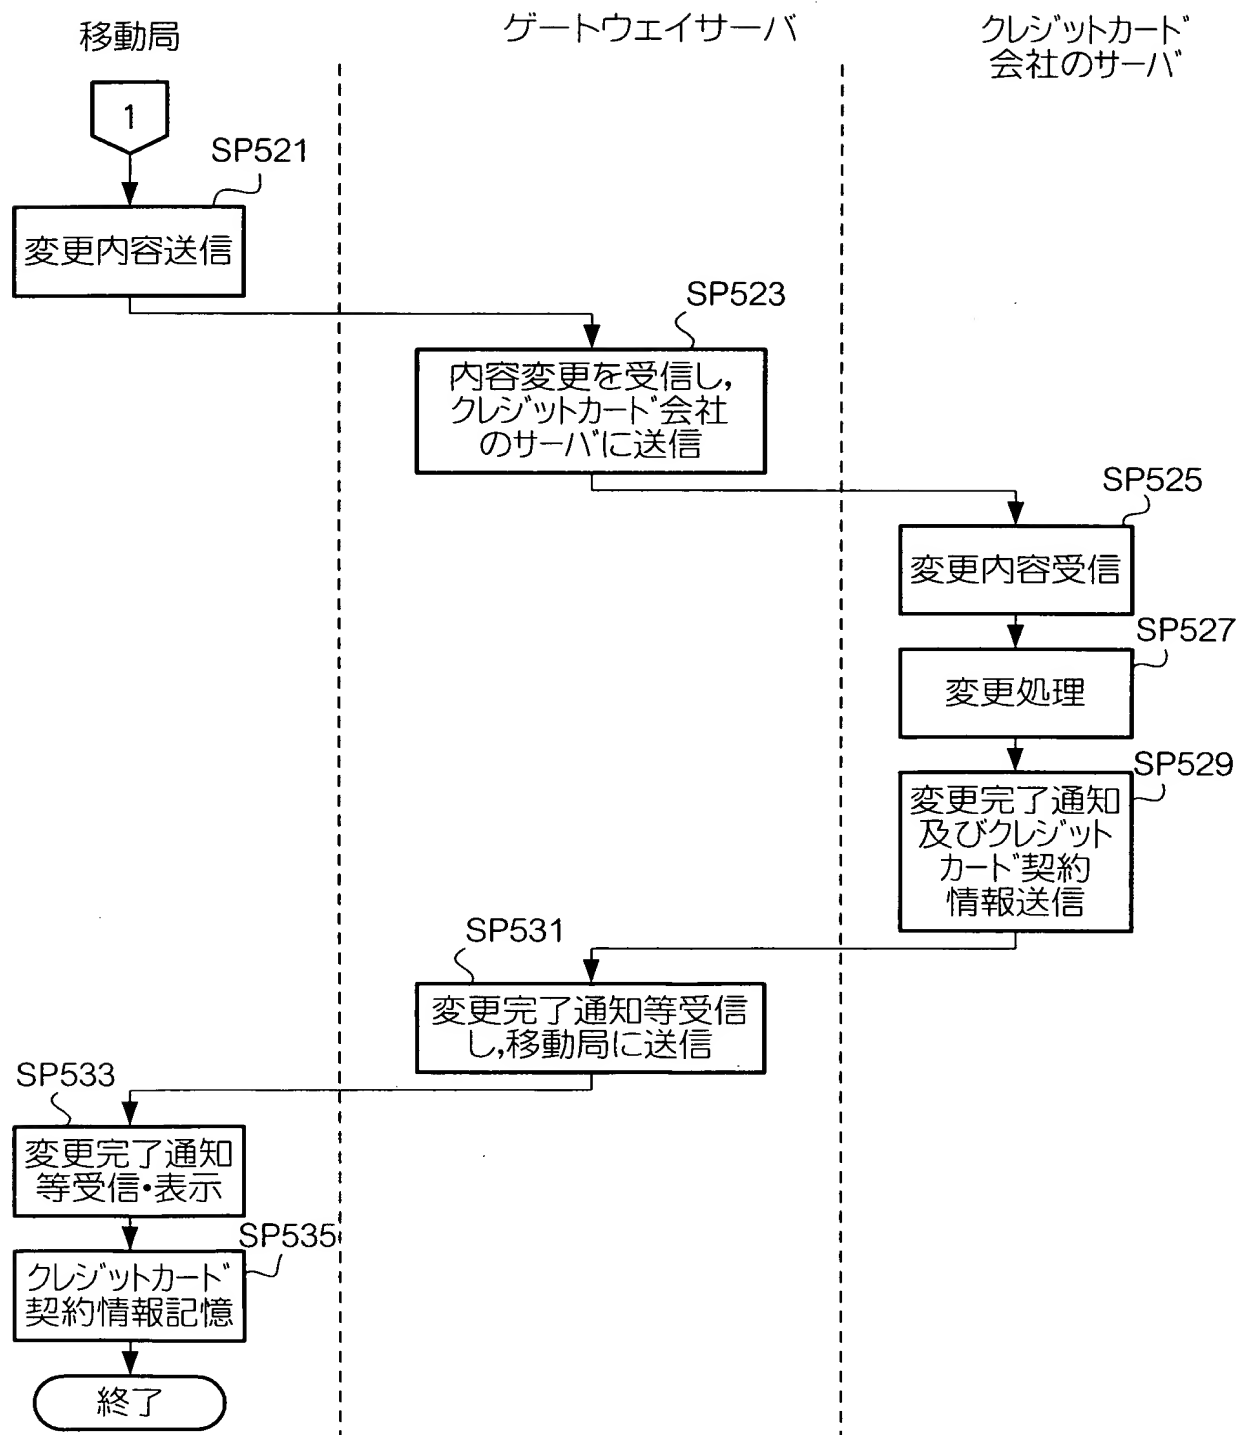 移動局
ゲートウェイサーバ
クレジットカード
会社のサーバ
1
SP521
変更内容送信
SP523
内容変更を受信し,
クレジットカード会社
のサーバに送信
SP525
変更内容受信
SP527
変更処理
SP529
変更完了通知
及びクレジット
カード契約
情報送信
SP531
変更完了通知等受信
し,移動局に送信
SP533
変更完了通知
等受信・表示
SP535
クレジットカード
契約情報記憶
終了